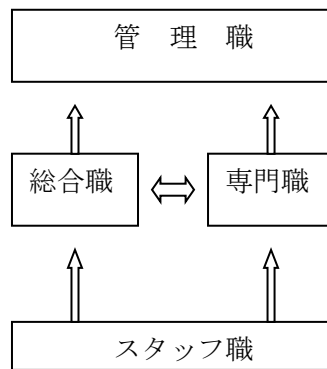 管　理　職
総合職
専門職
スタッフ職